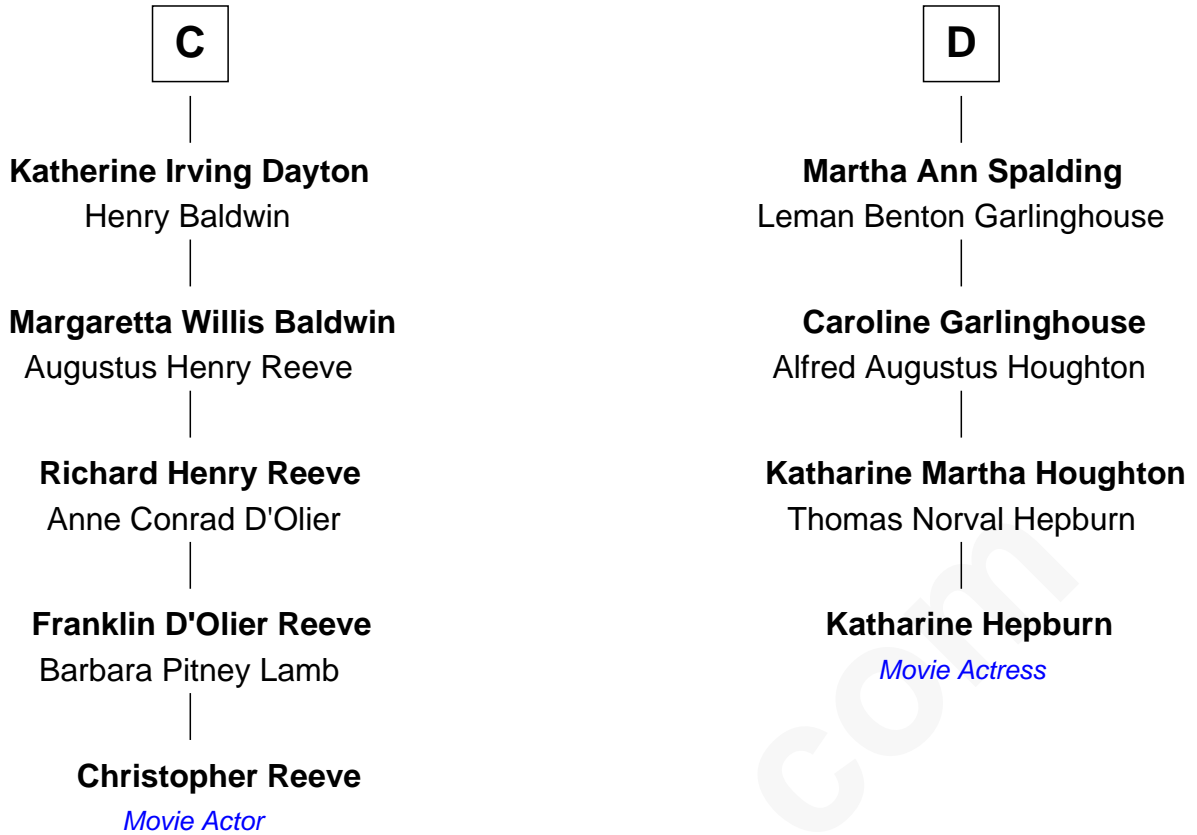 C
Katherine Irving Dayton
Henry Baldwin
Margaretta Willis Baldwin
Augustus Henry Reeve
Richard Henry Reeve
Anne Conrad D'Olier
Franklin D'Olier Reeve
Barbara Pitney Lamb
Christopher Reeve
Movie Actor
D
Martha Ann Spalding
Leman Benton Garlinghouse
Caroline Garlinghouse
Alfred Augustus Houghton
Katharine Martha Houghton
Thomas Norval Hepburn
Katharine Hepburn
Movie Actress
com